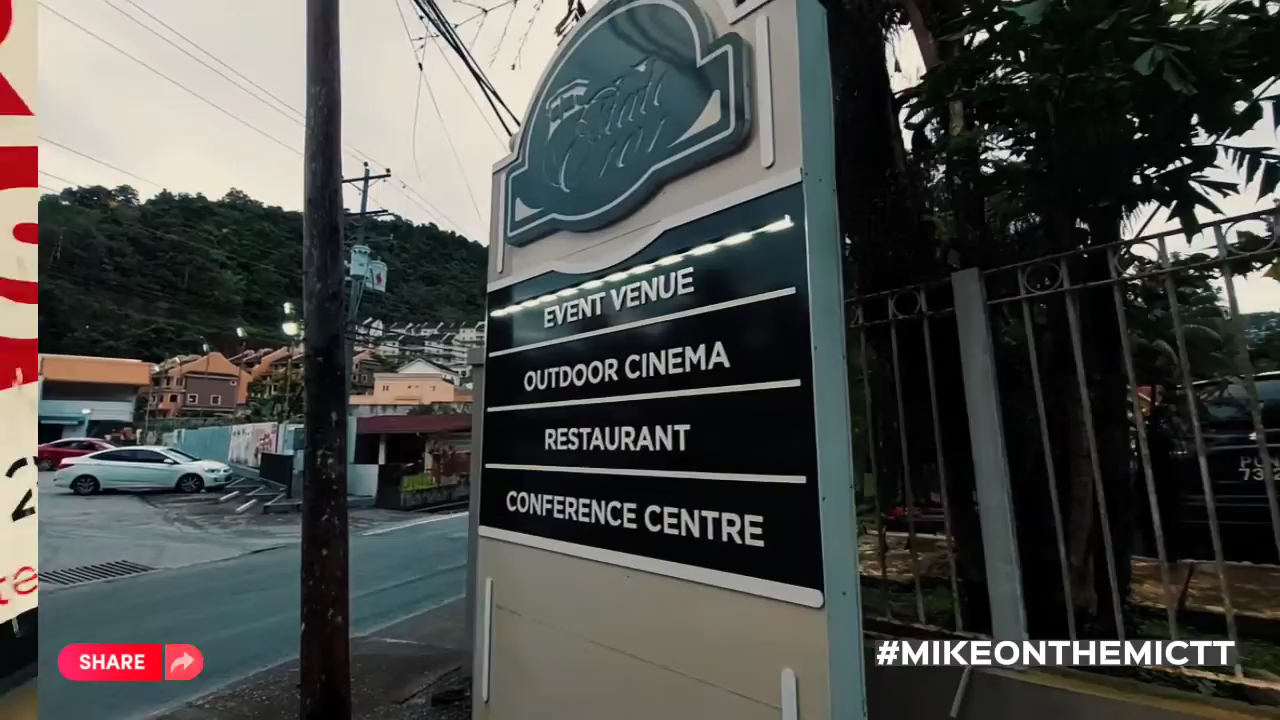 EVENT VENUE
OUTDOOR CINEMA
RESTAURANT
CONFERENCE CENTRE
SHARE
#MIKEONTHEMICTT